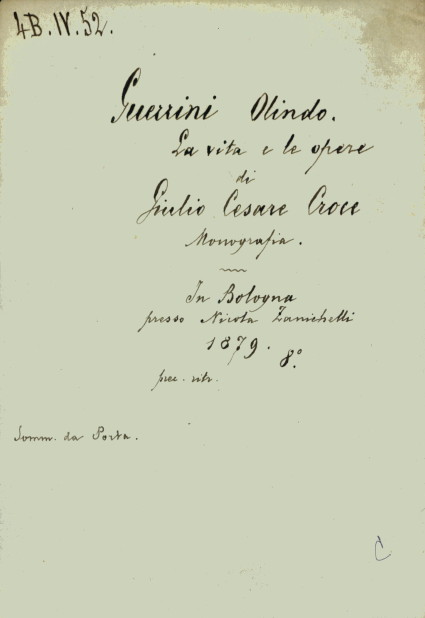 4B.IV.52.
Guerrini Olindo.
La vita e le opere
di
Giulio Cesare Croce
Monografia.
In Bologna
presso Nicola Zanichelli
1879. 8.°
prec. ritr.
Somm. da Porta.
C